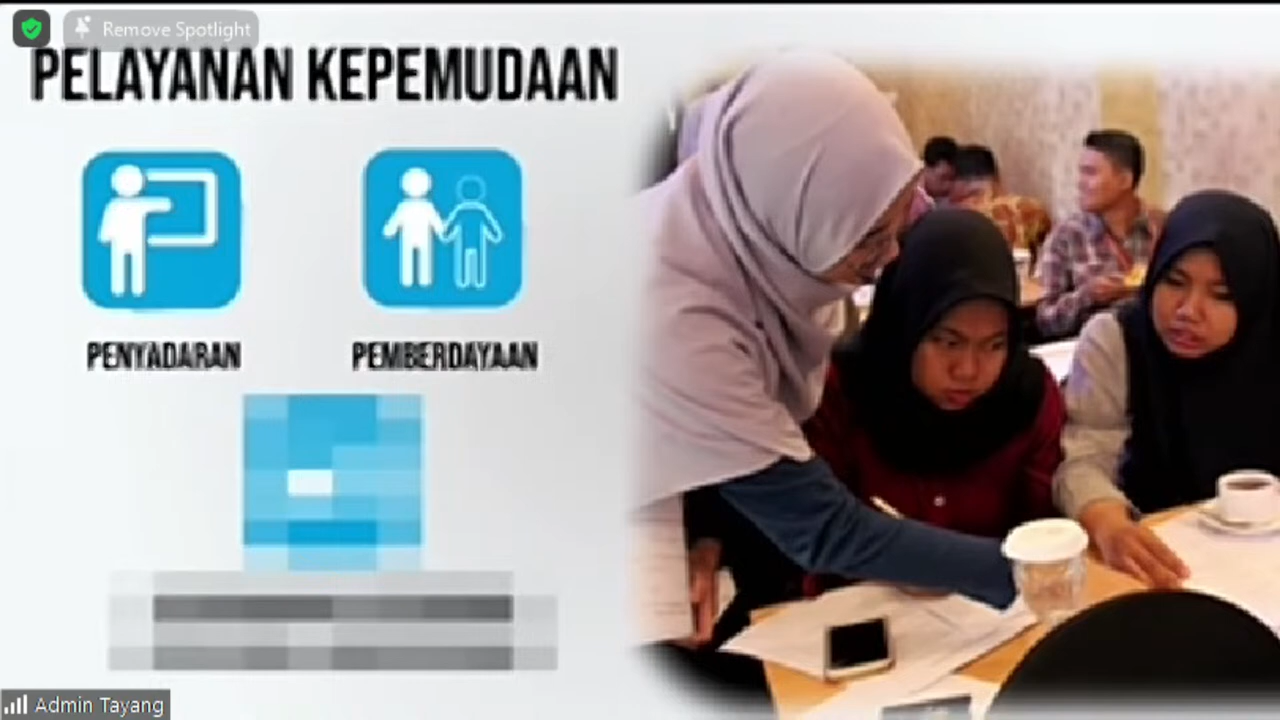 Remove Spotlight
PELAYANAN KEPEMUDAAN
PENYADARAN
PEMBERDAYAAN
Admin Tayang